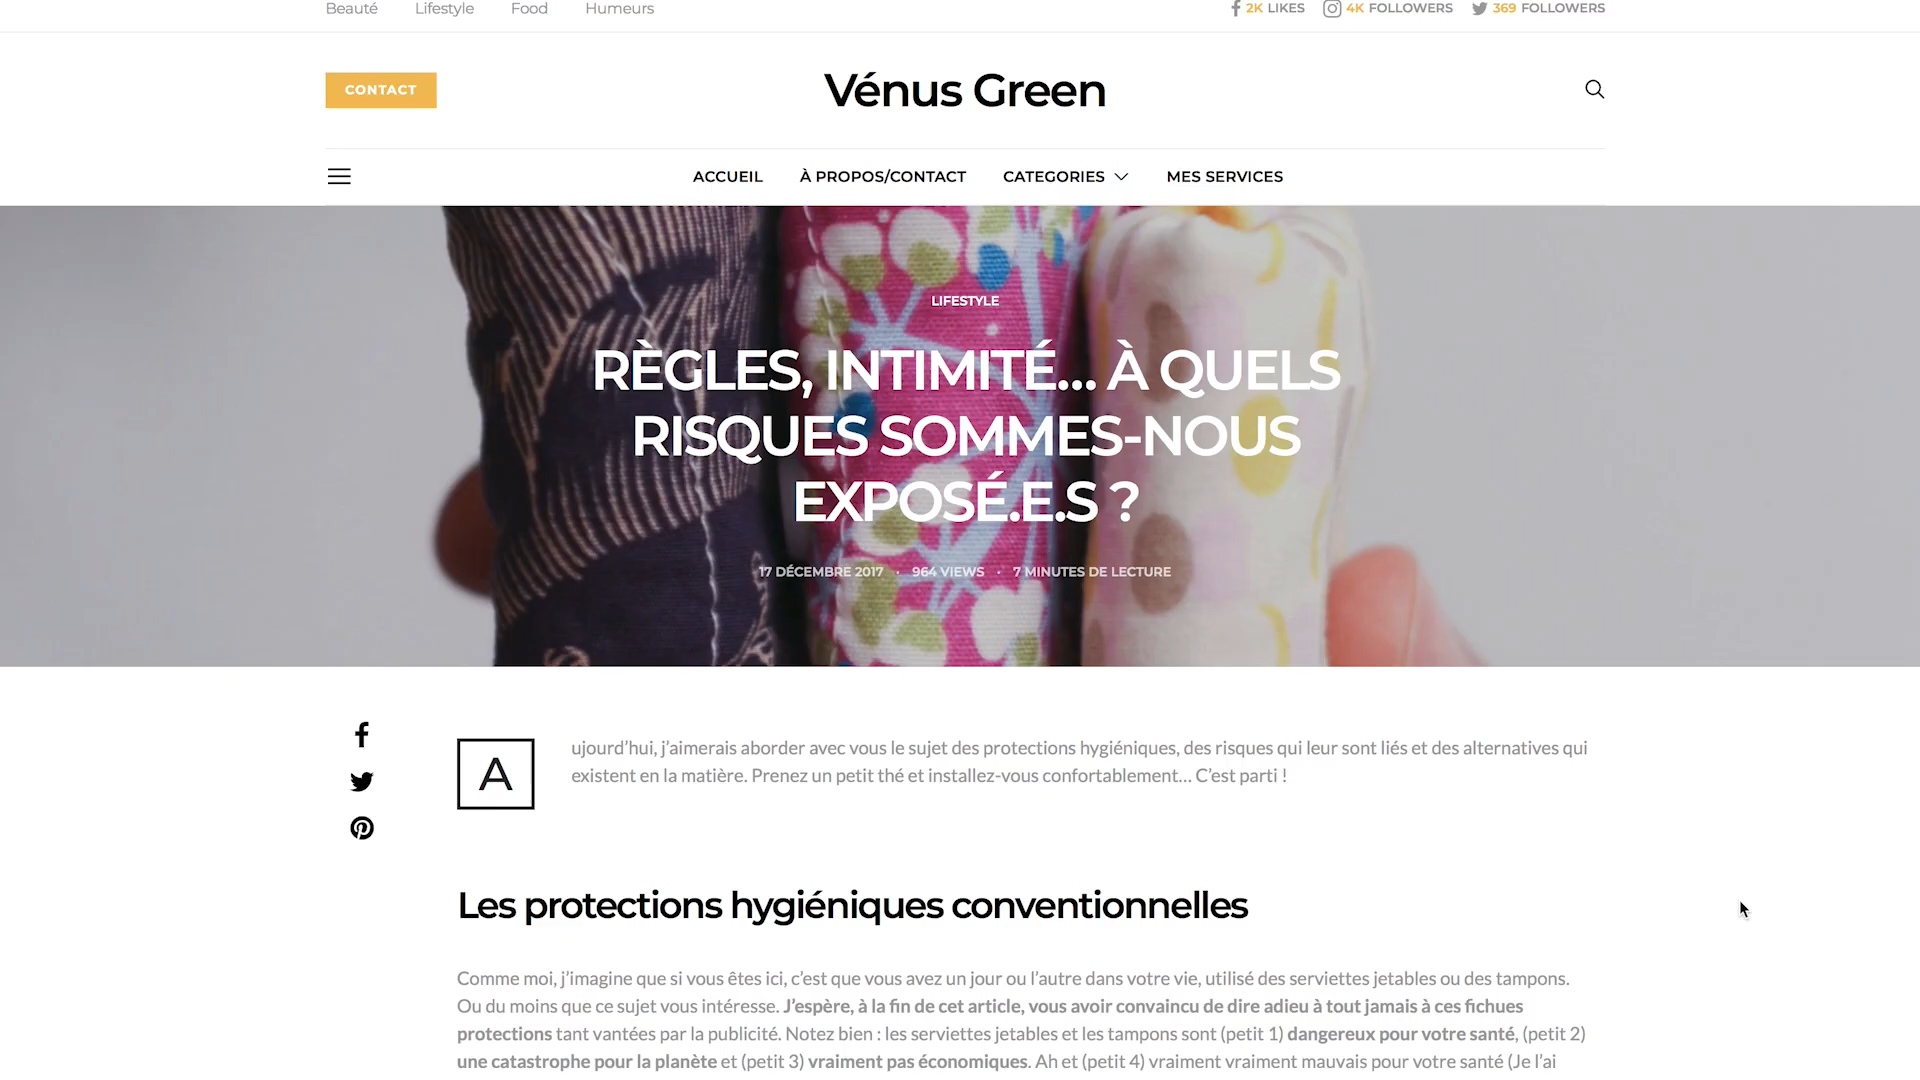 Beauté Lifestyle Food Humeurs
2K LIKES 4K FOLLOWERS 369 FOLLOWERS
CONTACT
Vénus Green
ACCUEIL À PROPOS/CONTACT CATEGORIES MES SERVICES
LIFESTYLE
RÈGLES, INTIMITÉ... À QUELS
RISQUES SOMMES-NOUS
EXPOSÉ.E.S ?
17 DÉCEMBRE 2017 · 964 VIEWS · 7 MINUTES DE LECTURE
Aujourd’hui, j’aimerais aborder avec vous le sujet des protections hygiéniques, des risques qui leur sont liés et des alternatives qui
existent en la matière. Prenez un petit thé et installez-vous confortablement… C’est parti !
Les protections hygiéniques conventionnelles
Comme moi, j’imagine que si vous êtes ici, c’est que vous avez un jour ou l’autre dans votre vie, utilisé des serviettes jetables ou des tampons.
Ou du moins que ce sujet vous intéresse. J’espère, à la fin de cet article, vous avoir convaincu de dire adieu à tout jamais à ces fichues
protections tant vantées par la publicité. Notez bien : les serviettes jetables et les tampons sont (petit 1) dangereux pour votre santé, (petit 2)
une catastrophe pour la planète et (petit 3) vraiment pas économiques. Ah et (petit 4) vraiment vraiment mauvais pour votre santé (Je l’ai